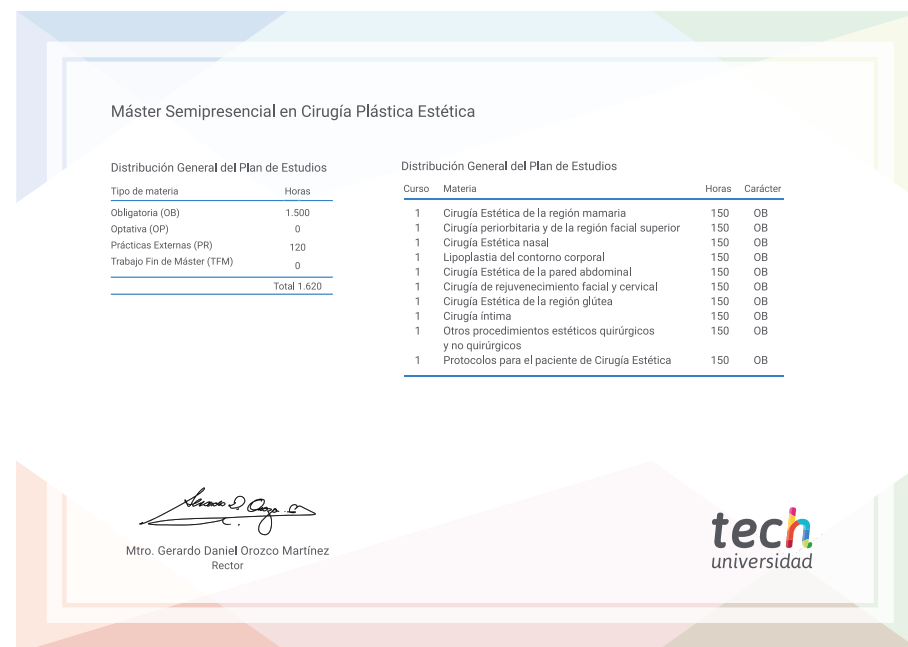 Máster Semipresencial en Cirugía Plástica Estética
Distribución General del Plan de Estudios
Tipo de materia Horas
Obligatoria (OB) 1.500
Optativa (OP) 0
Prácticas Externas (PR) 120
Trabajo Fin de Máster (TFM) 0
Total 1.620
Distribución General del Plan de Estudios
Curso Materia Horas Carácter
1 Cirugía Estética de la región mamaria 150 OB
1 Cirugía periorbitaria y de la región facial superior 150 OB
1 Cirugía Estética nasal 150 OB
1 Lipoplastia del contorno corporal 150 OB
1 Cirugía Estética de la pared abdominal 150 OB
1 Cirugía de rejuvenecimiento facial y cervical 150 OB
1 Cirugía Estética de la región glútea 150 OB
1 Cirugía íntima 150 OB
1 Otros procedimientos estéticos quirúrgicos 150 OB
y no quirúrgicos
1 Protocolos para el paciente de Cirugía Estética 150 OB
Mtro. Gerardo Daniel Orozco Martínez
Rector
tech
universidad